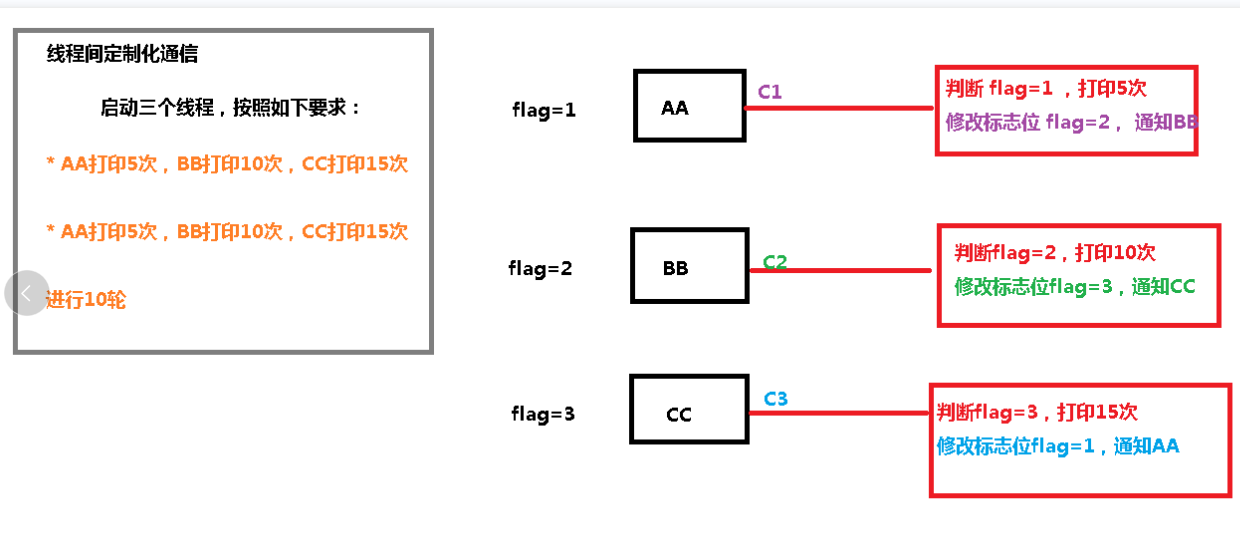 线程间定制化通信
启动三个线程，按照如下要求：
* AA打印5次，BB打印10次，CC打印15次
* AA打印5次，BB打印10次，CC打印15次
进行10轮
flag=1
AA
C1
判断 flag=1 ，打印5次
修改标志位 flag=2， 通知BB
flag=2
BB
C2
判断flag=2，打印10次
修改标志位flag=3，通知CC
flag=3
CC
C3
判断flag=3，打印15次
修改标志位flag=1，通知AA